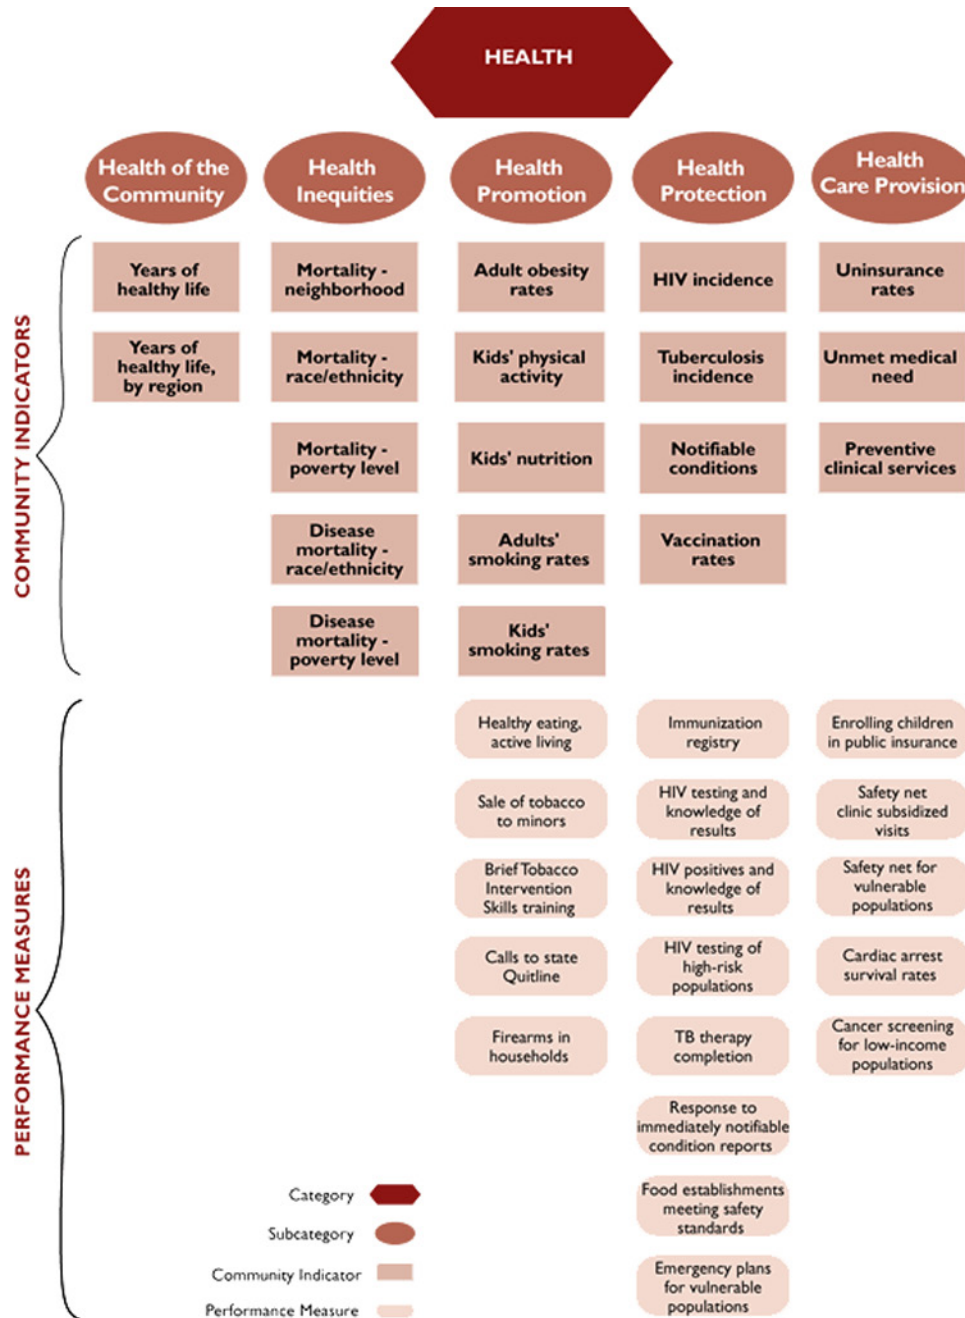 HEALTH
Health of the
Community
Health
Inequities
Health
Promotion
Health
Protection
Health
Care Provision
COMMUNITY INDICATORS
Years of
healthy life
Mortality -
neighborhood
Adult obesity
rates
HIV incidence
Uninsurance
rates
Years of
healthy life,
by region
Mortality -
race/ethnicity
Kids' physical
activity
Tuberculosis
incidence
Unmet medical
need
Mortality -
poverty level
Kids' nutrition
Notifiable
conditions
Preventive
clinical services
Disease
mortality -
race/ethnicity
Adults'
smoking rates
Vaccination
rates
Disease
mortality -
poverty level
Kids'
smoking rates
PERFORMANCE MEASURES
Healthy eating,
active living
Immunization
registry
Enrolling children
in public insurance
Sale of tobacco
to minors
HIV testing and
knowledge of
results
Safety net
clinic subsidized
visits
Brief Tobacco
Intervention
Skills training
HIV positives and
knowledge of
results
Safety net for
vulnerable
populations
Calls to state
Quitline
HIV testing of
high-risk
populations
Cardiac arrest
survival rates
Firearms in
households
TB therapy
completion
Cancer screening
for low-income
populations
Response to
immediately notifiable
condition reports
Food establishments
meeting safety
standards
Emergency plans
for vulnerable
populations
Category
Subcategory
Community Indicator
Performance Measure